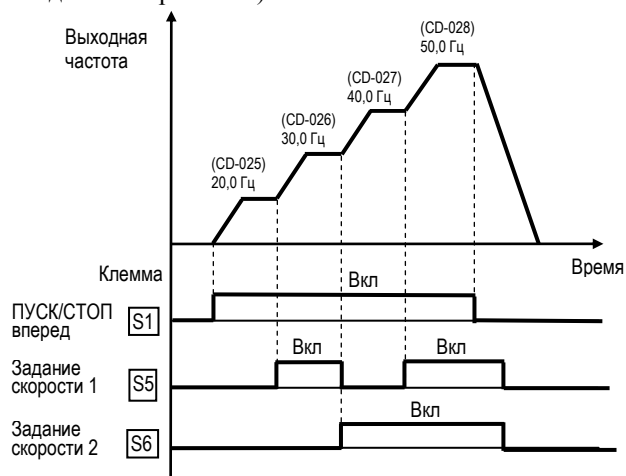 Выходная
частота
(CD-028)
50,0 Гц
(CD-027)
40,0 Гц
(CD-026)
30,0 Гц
(CD-025)
20,0 Гц
Время
Клемма
Вкл
ПУСК/СТОП
вперед
S1
Вкл
Вкл
Задание
скорости 1
S5
Вкл
Задание
скорости 2
S6